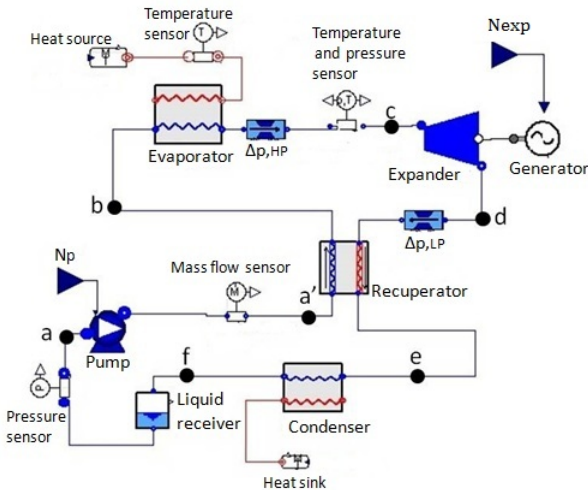 Temperature
sensor
Heat source
T
M
Temperature
and pressure
sensor
p,T
Nexp
c
Evaporator
Δp,HP
Expander
Generator
b
d
Δp,LP
Np
Mass flow sensor
M
a'
Recuperator
a
Pump
f
e
Pressure
sensor
Liquid
receiver
Condenser
Heat sink